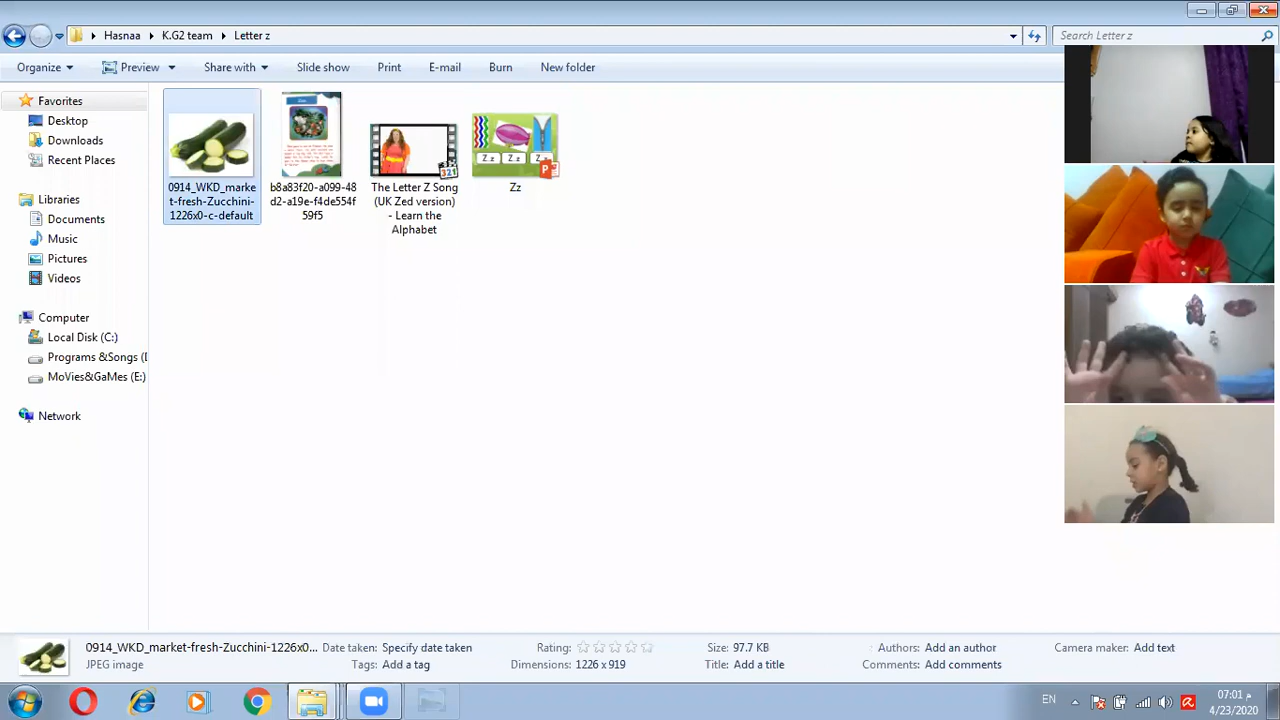 Hasnaa
K.G2 team
Letter z
Search Letter z
Organize
Preview
Share with
Slide show
Print
E-mail
Burn
New folder
Favorites
Desktop
Downloads
Recent Places
Libraries
Documents
Music
Pictures
Videos
Computer
Local Disk (C:)
Programs &Songs (D
MoVies&GaMes (E:)
Network
0914_WKD_marke
t-fresh-Zucchini-
1226x0-c-default
b8a83f20-a099-48
d2-a19e-f4de554f
59f5
The Letter Z Song
(UK Zed version)
- Learn the
Alphabet
321
Z z
Z z
Zz
0914_WKD_market-fresh-Zucchini-1226x0...
JPEG image
Date taken: Specify date taken
Tags: Add a tag
Rating:
Dimensions: 1226 x 919
Size: 97.7 KB
Title: Add a title
Authors: Add an author
Comments: Add comments
Camera maker: Add text
EN
07:01 م
4/23/2020